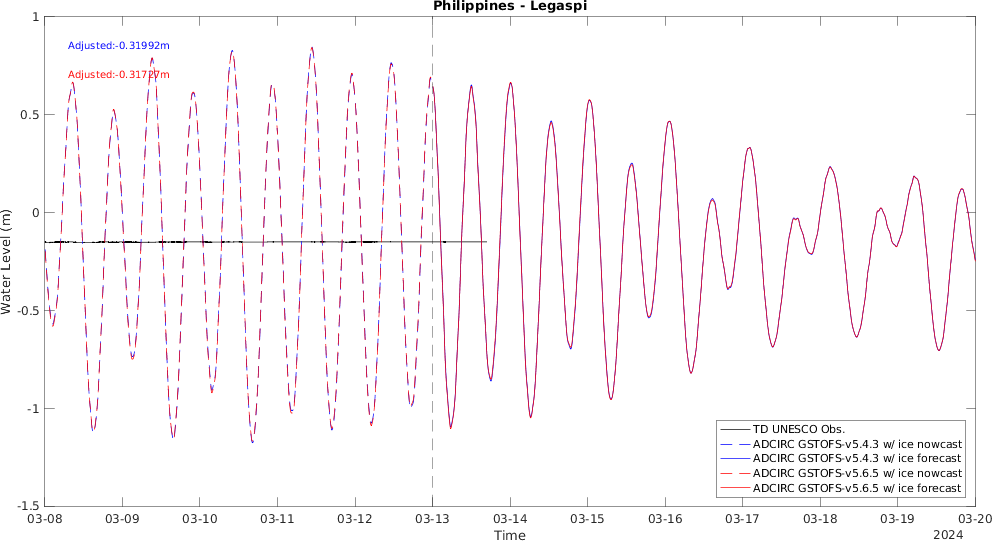 Philippines - Legaspi
Adjusted:-0.31992m
Adjusted:-0.31727m
1
0.5
0
-0.5
-1
-1.5
Water Level (m)
03-08 03-09 03-10 03-11 03-12 03-13 03-14 03-15 03-16 03-17 03-18 03-19 03-20
Time
2024
TD UNESCO Obs.
ADCIRC GSTOFS-v5.4.3 w/ ice nowcast
ADCIRC GSTOFS-v5.4.3 w/ ice forecast
ADCIRC GSTOFS-v5.6.5 w/ ice nowcast
ADCIRC GSTOFS-v5.6.5 w/ ice forecast